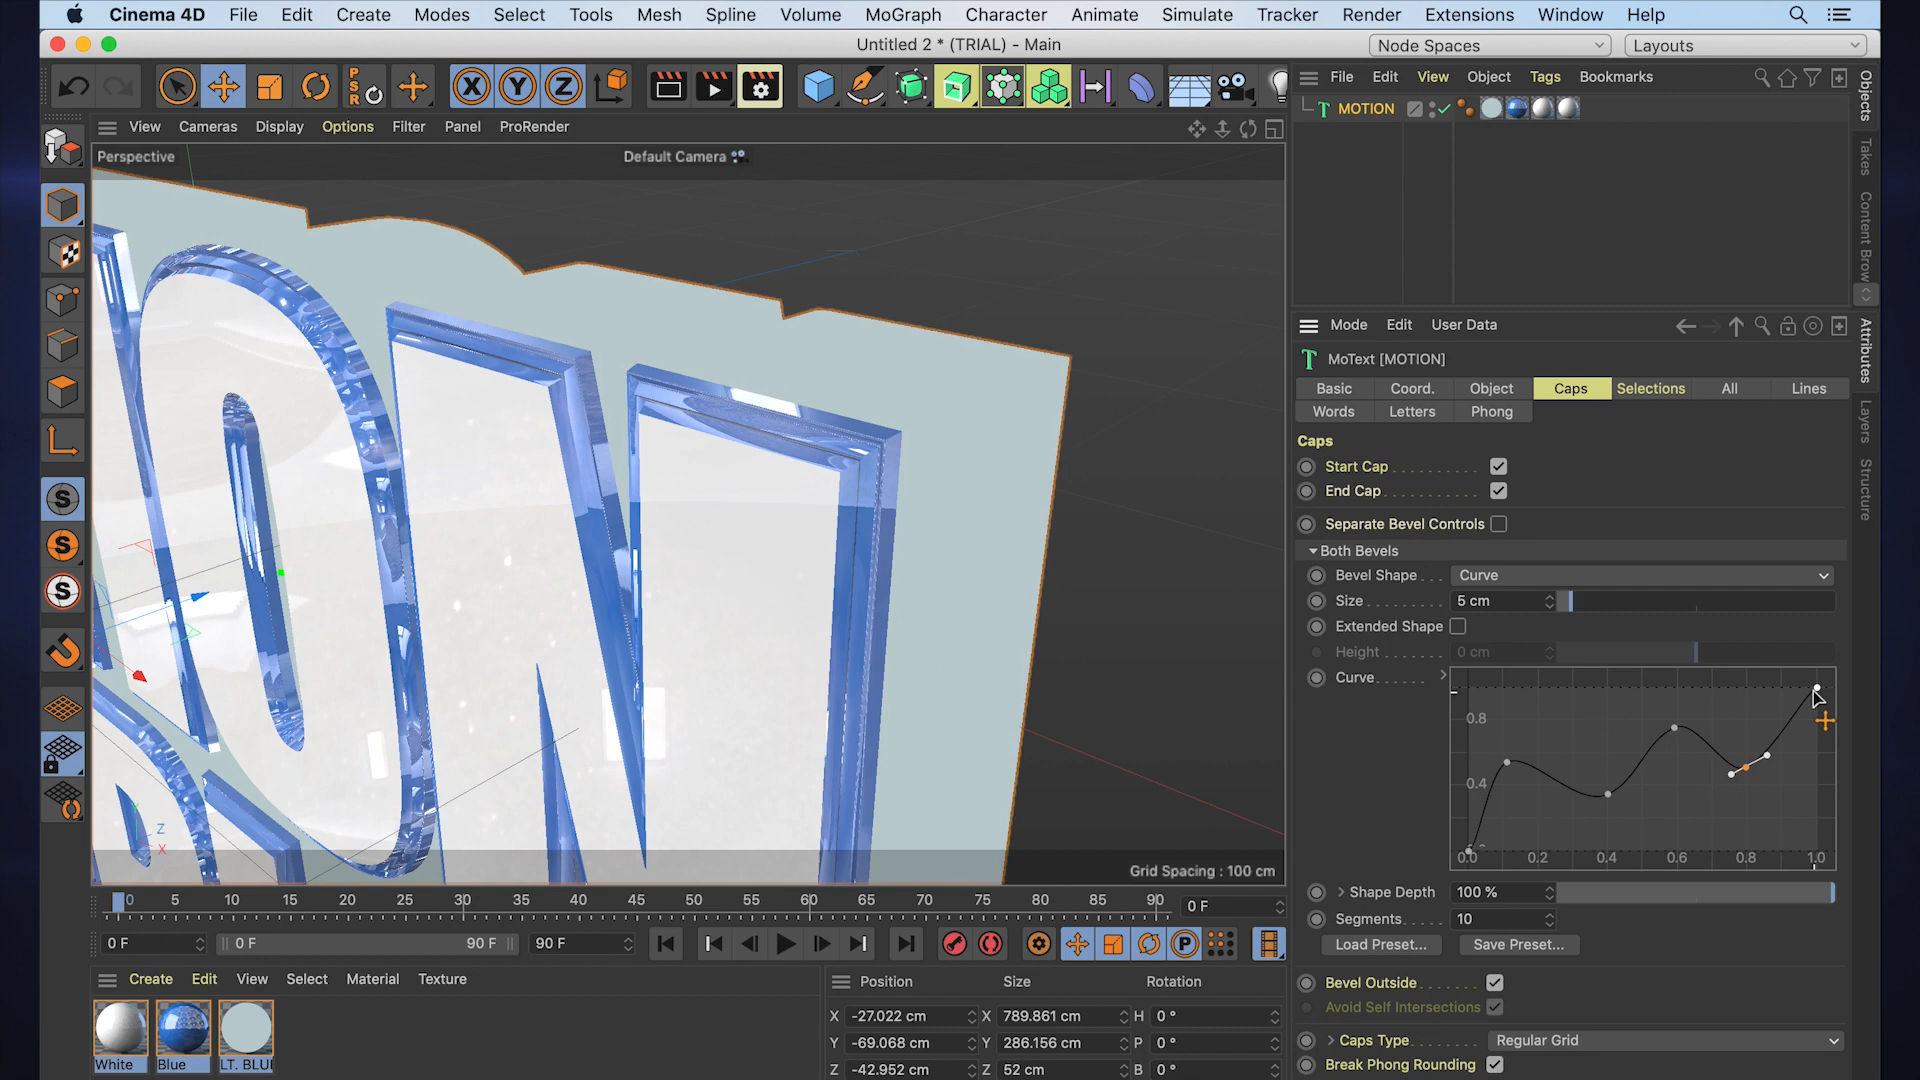 Cinema 4D File Edit Create Modes Select Tools Mesh Spline Volume MoGraph Character Animate Simulate Tracker Render Extensions Window Help
Untitled 2 * (TRIAL) - Main
Node Spaces
Layouts
PSR
X Y Z
File Edit View Object Tags Bookmarks
MOTION
View Cameras Display Options Filter Panel ProRender
Perspective
Default Camera
Objects
Takes
Content Brow
Mode Edit User Data
MoText [MOTION]
Basic Coord. Object Caps Selections All Lines
Words Letters Phong
Attributes
Layers
Structure
Caps
Start Cap
End Cap
Separate Bevel Controls
Both Bevels
Bevel Shape Curve
Size 5 cm
Extended Shape
Height 0 cm
Curve
0.8
0.4
0.0 0.2 0.4 0.6 0.8 1.0
Shape Depth 100 %
Segments 10
Load Preset... Save Preset...
Bevel Outside
Avoid Self Intersections
Caps Type Regular Grid
Break Phong Rounding
S
S
S
Y
Z
X
Grid Spacing : 100 cm
0 5 10 15 20 25 30 35 40 45 50 55 60 65 70 75 80 85 90 0 F
0 F 0 F 90 F 90 F
P
Create Edit View Select Material Texture
White Blue LT. BLUI
Position Size Rotation
X -27.022 cm X 789.861 cm H 0 °
Y -69.068 cm Y 286.156 cm P 0 °
Z -42.952 cm Z 52 cm B 0 °